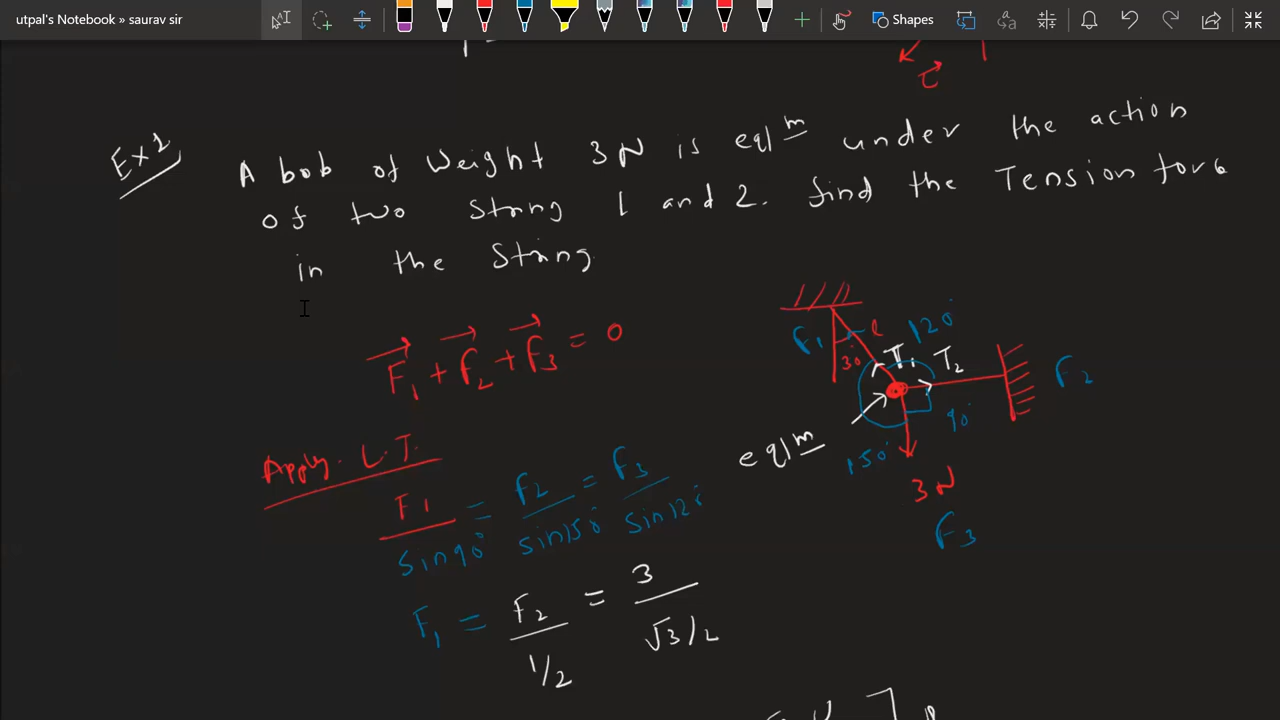 utpal's Notebook » saurav sir
Shapes
τ
Ex 2
A bob of weight 3N is eqlm under the action
of two string 1 and 2. find the Tension force
in the string
F1 + F2 + F3 = 0
F1 30 l 120° T1 T2 F2
90°
eqlm 150°
3N
F3
Apply L.T.
F1/sin90° = F2/sin150° = F3/sin120°
F1 = F2/1/2 = 3/√3/2